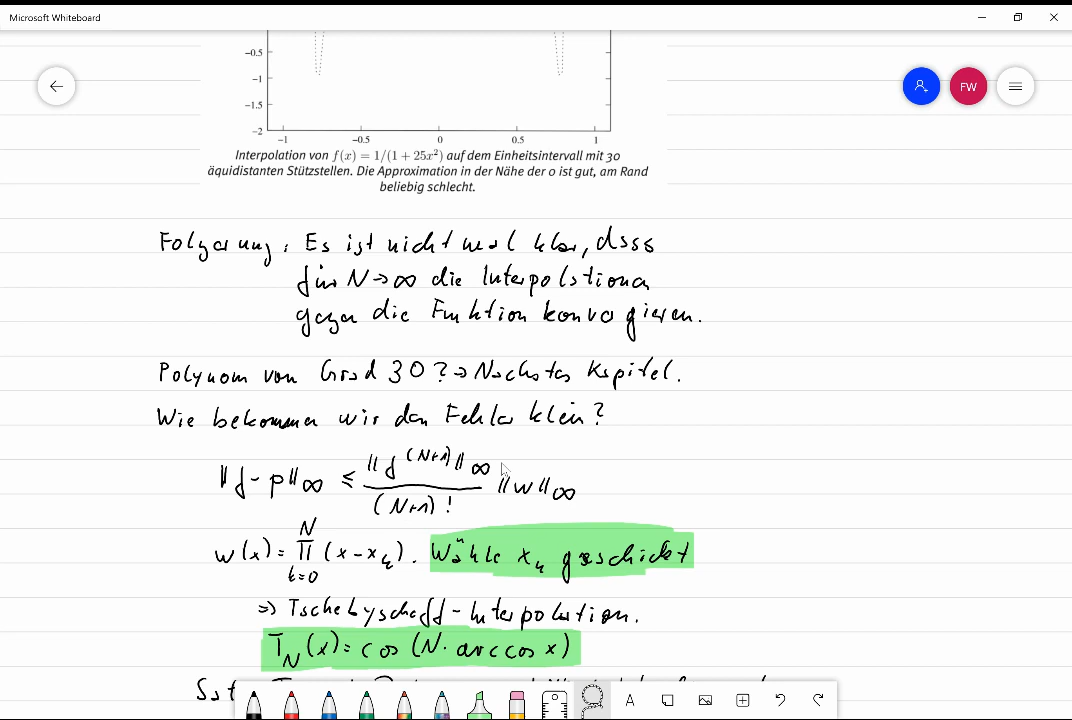 Microsoft Whiteboard
FW
-0.5
-1
-1.5
-2
-1 -0.5 0 0.5 1
Interpolation von f(x) = 1/(1 + 25x²) auf dem Einheitsintervall mit 30
äquidistanten Stützstellen. Die Approximation in der Nähe der 0 ist gut, am Rand
beliebig schlecht.
Folgerung: Es ist nicht mal klar, dass
für N → ∞ die Interpolationen
gegen die Funktion konvergieren.
Polynom von Grad 30? → Nächstes Kapitel.
Wie bekommen wir den Fehler klein?
||f - p||∞ ≤ ||f^(N+1)||∞ / (N+1)! ||w||∞
w(x) = ∏_{k=0}^{N} (x - x_k). Wähle x_k geschickt
⇒ Tschebyscheff-Interpolation.
T_N(x) = cos(N · arccos x)
A